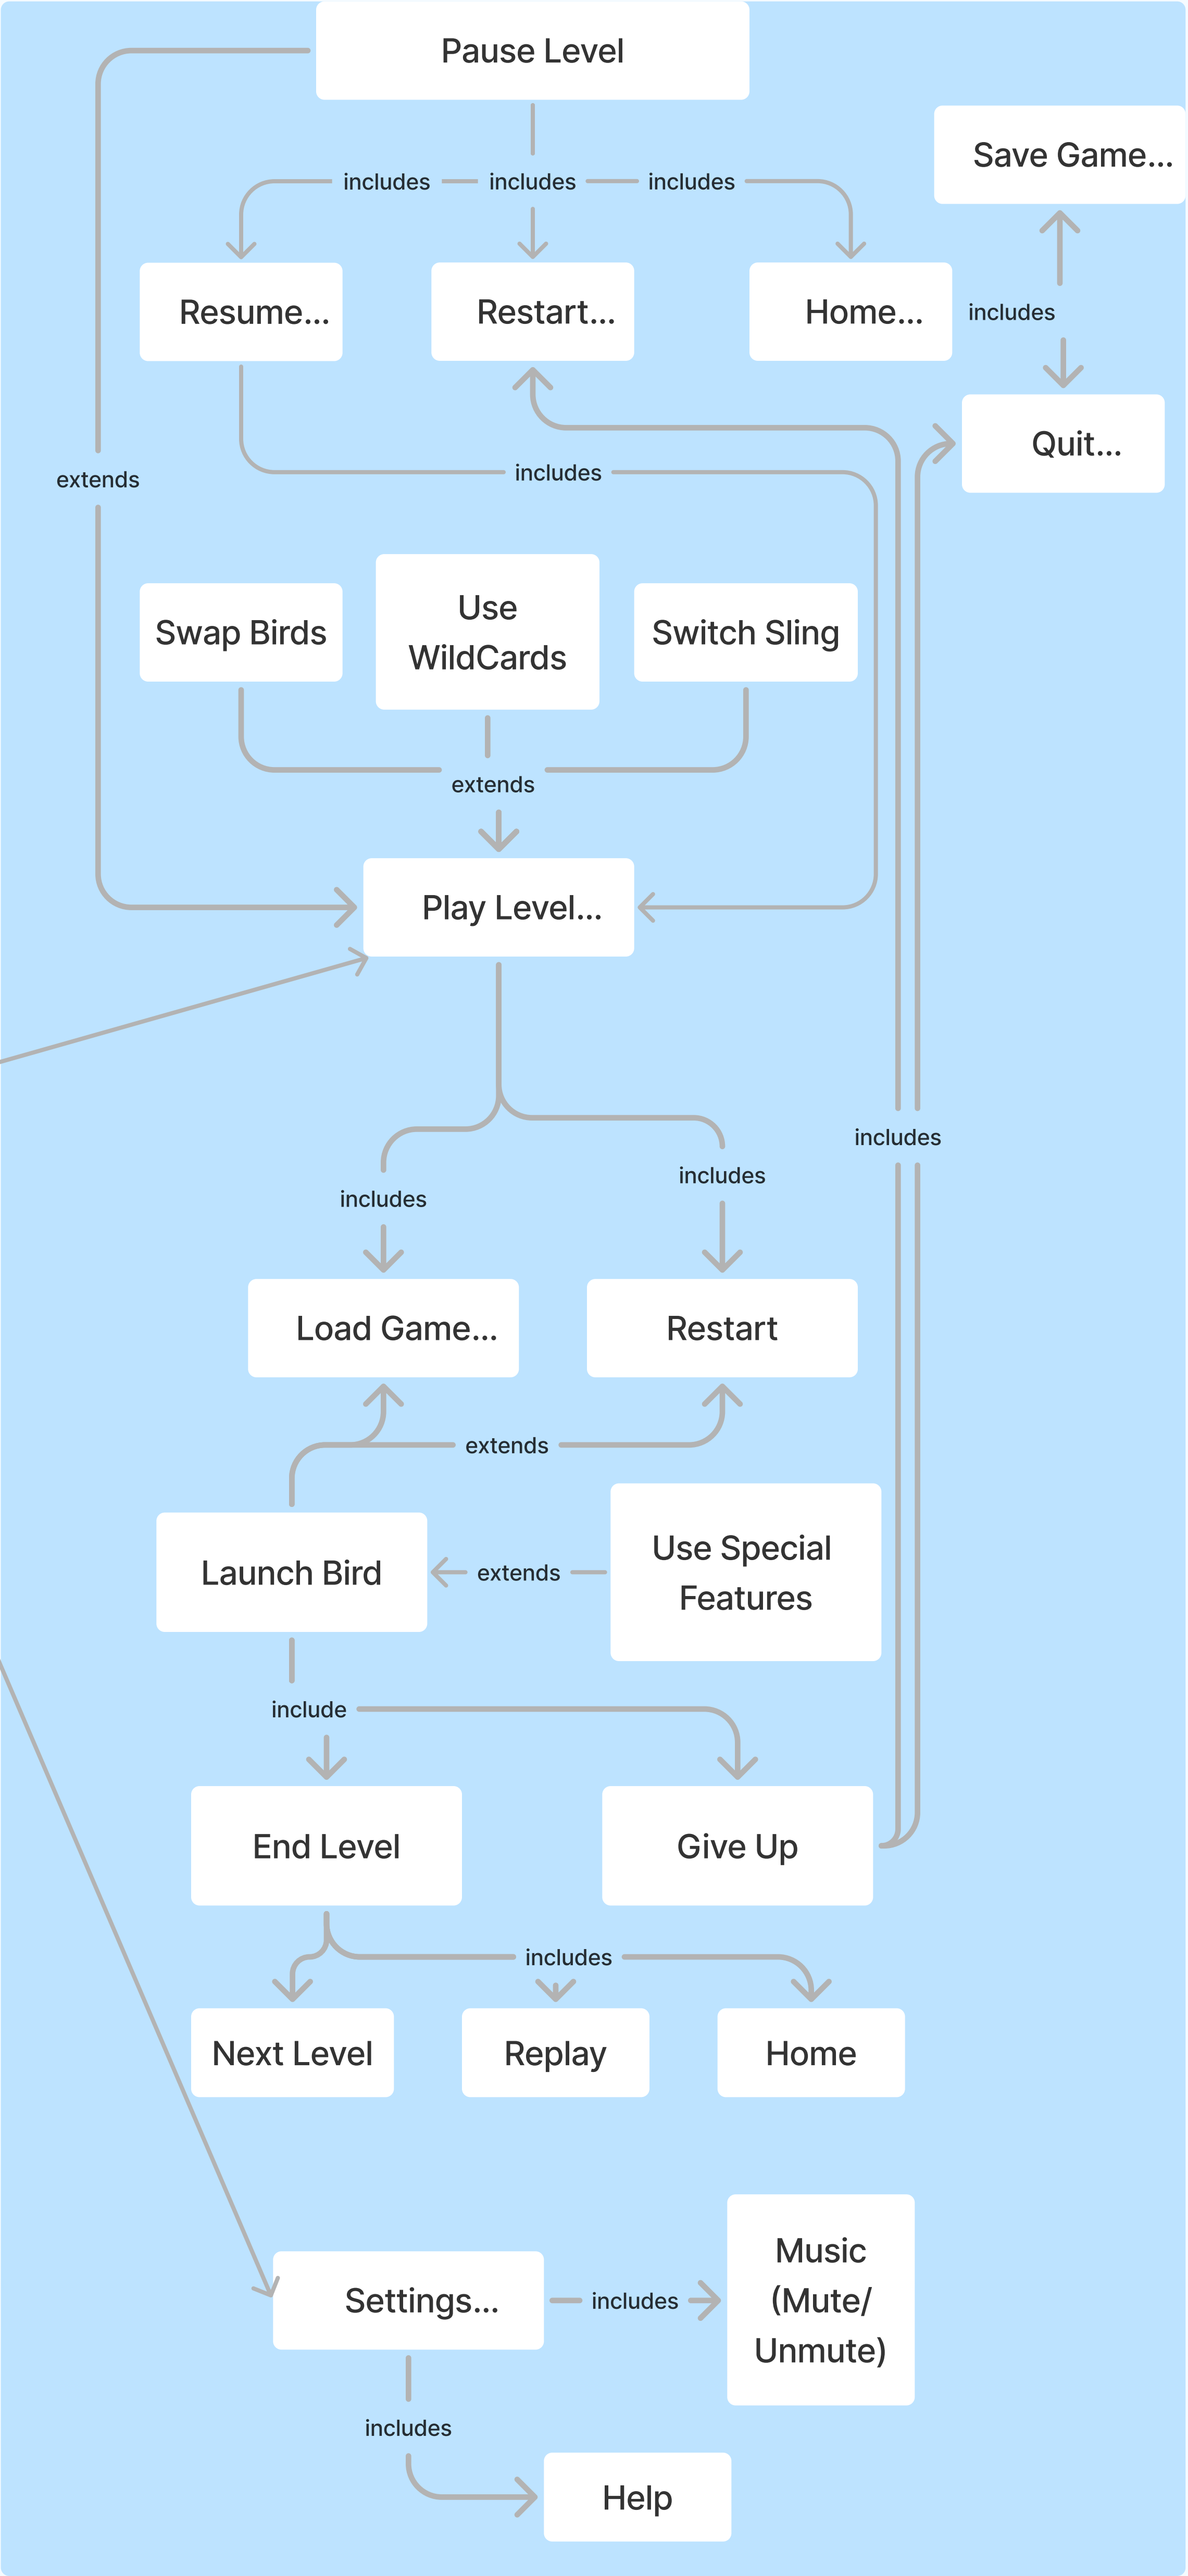 Pause Level
Save Game...
includes
includes
includes
Resume...
Restart...
Home...
includes
Quit...
extends
includes
Swap Birds
Use
WildCards
Switch Sling
extends
Play Level...
includes
includes
includes
Load Game...
Restart
extends
Launch Bird
extends
Use Special
Features
include
End Level
Give Up
includes
Next Level
Replay
Home
Settings...
includes
Music
(Mute/
Unmute)
includes
Help